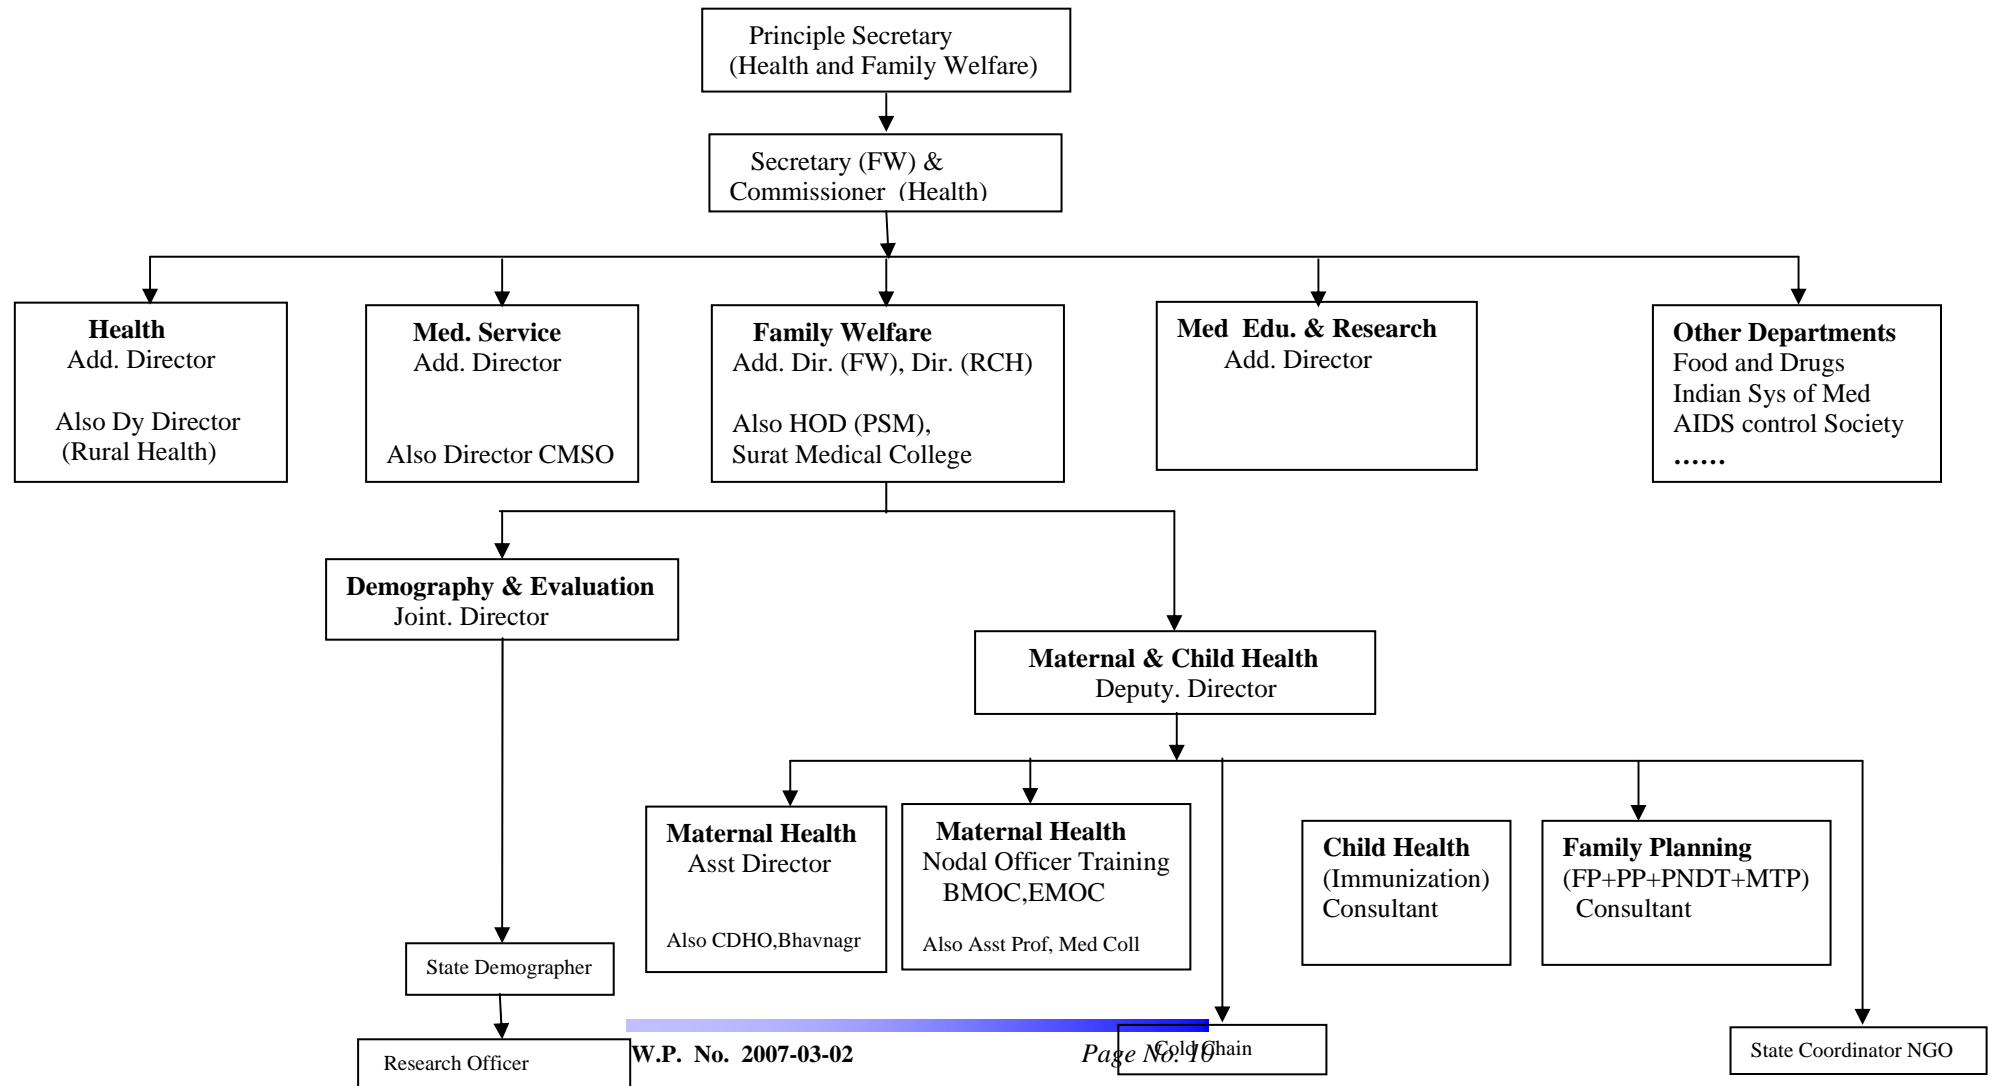 Principle Secretary
(Health and Family Welfare)
Secretary (FW) &
Commissioner (Health)
Health
Add. Director
Also Dy Director
(Rural Health)
Med. Service
Add. Director
Also Director CMSO
Family Welfare
Add. Dir. (FW), Dir. (RCH)
Also HOD (PSM),
Surat Medical College
Med Edu. & Research
Add. Director
Other Departments
Food and Drugs
Indian Sys of Med
AIDS control Society
……
Demography & Evaluation
Joint. Director
Maternal & Child Health
Deputy. Director
Maternal Health
Asst Director
Also CDHO,Bhavnagr
Maternal Health
Nodal Officer Training
BMOC,EMOC
Also Asst Prof, Med Coll
Child Health
(Immunization)
Consultant
Family Planning
(FP+PP+PNDT+MTP)
Consultant
State Demographer
Research Officer
W.P. No. 2007-03-02
Page No. 10
Cold Chain
State Coordinator NGO